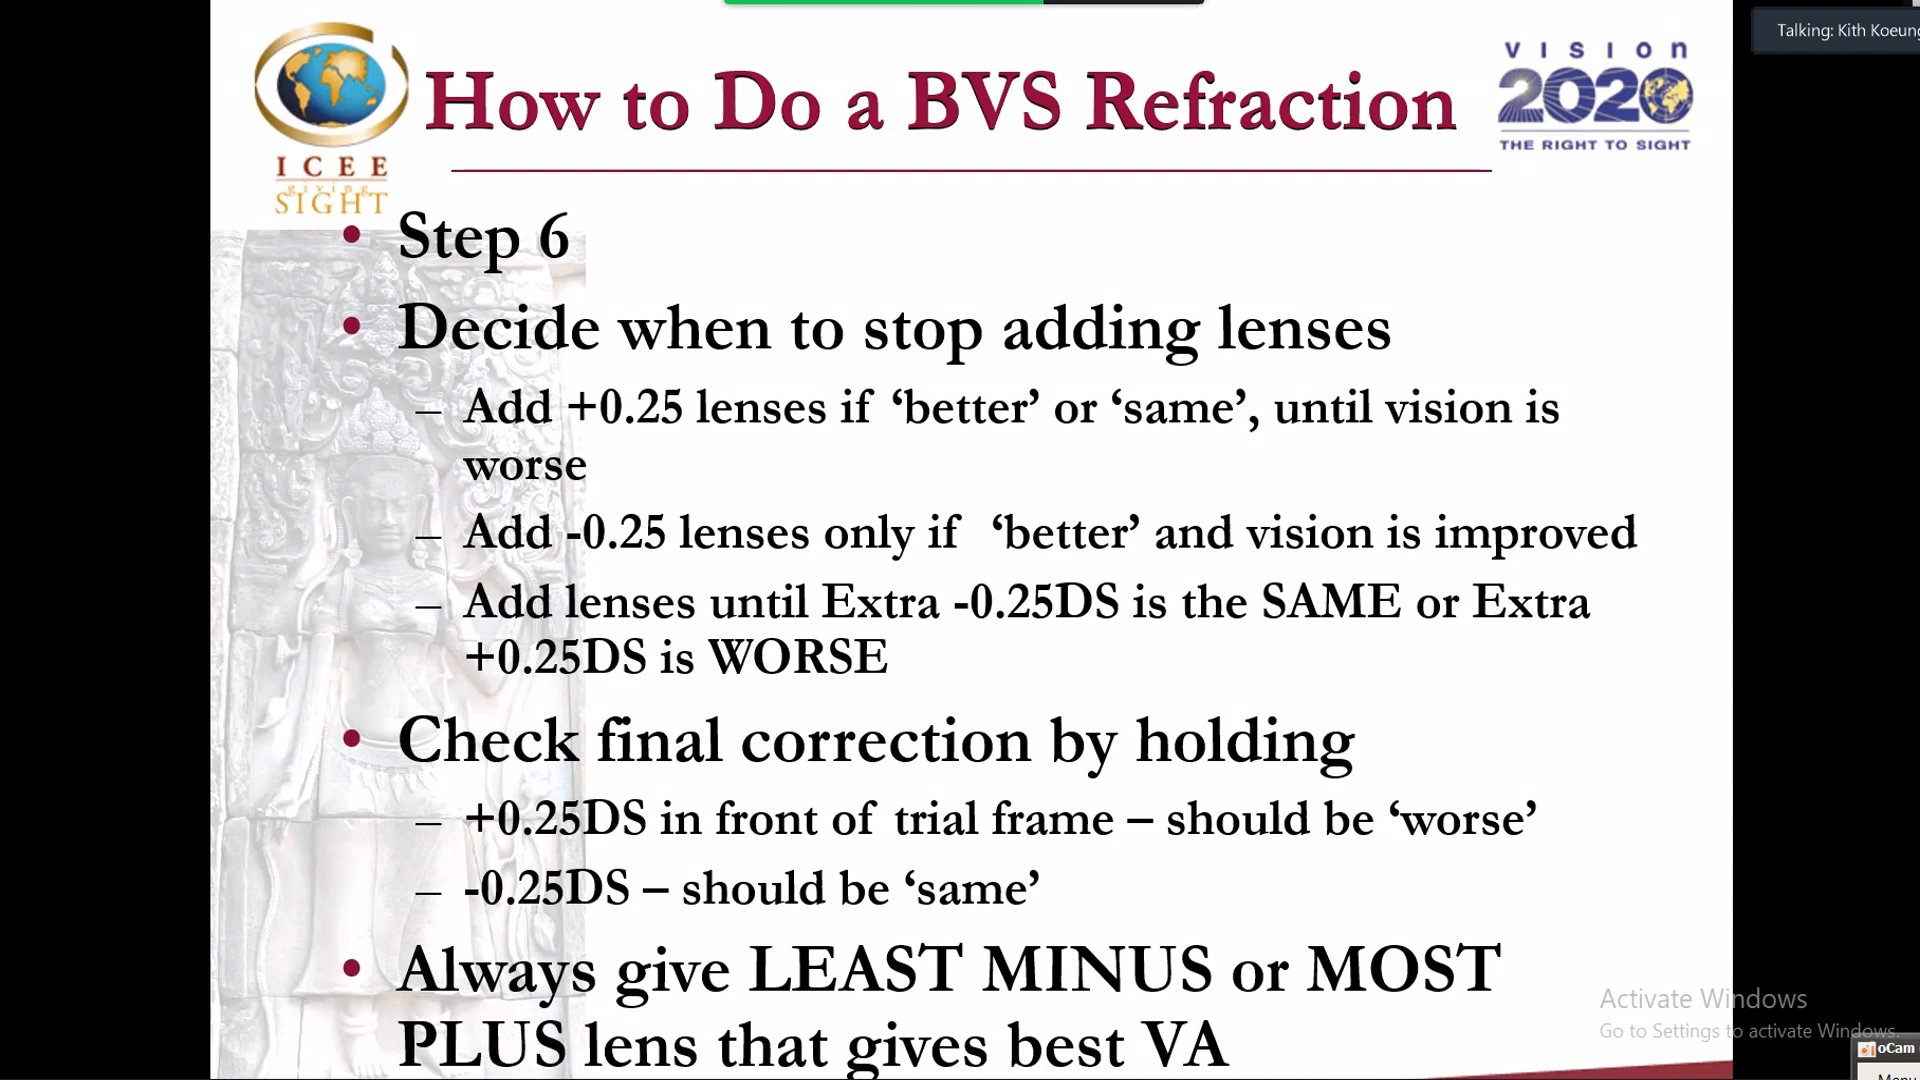 Talking: Kith Koeung
How to Do a BVS Refraction
ICEE
giving
SIGHT
VISION
2020
THE RIGHT TO SIGHT
• Step 6
• Decide when to stop adding lenses
– Add +0.25 lenses if ‘better’ or ‘same’, until vision is
worse
– Add -0.25 lenses only if ‘better’ and vision is improved
– Add lenses until Extra -0.25DS is the SAME or Extra
+0.25DS is WORSE
• Check final correction by holding
– +0.25DS in front of trial frame – should be ‘worse’
– -0.25DS – should be ‘same’
• Always give LEAST MINUS or MOST
PLUS lens that gives best VA
Activate Windows
Go to Settings to activate Windows.
oCam
Menu